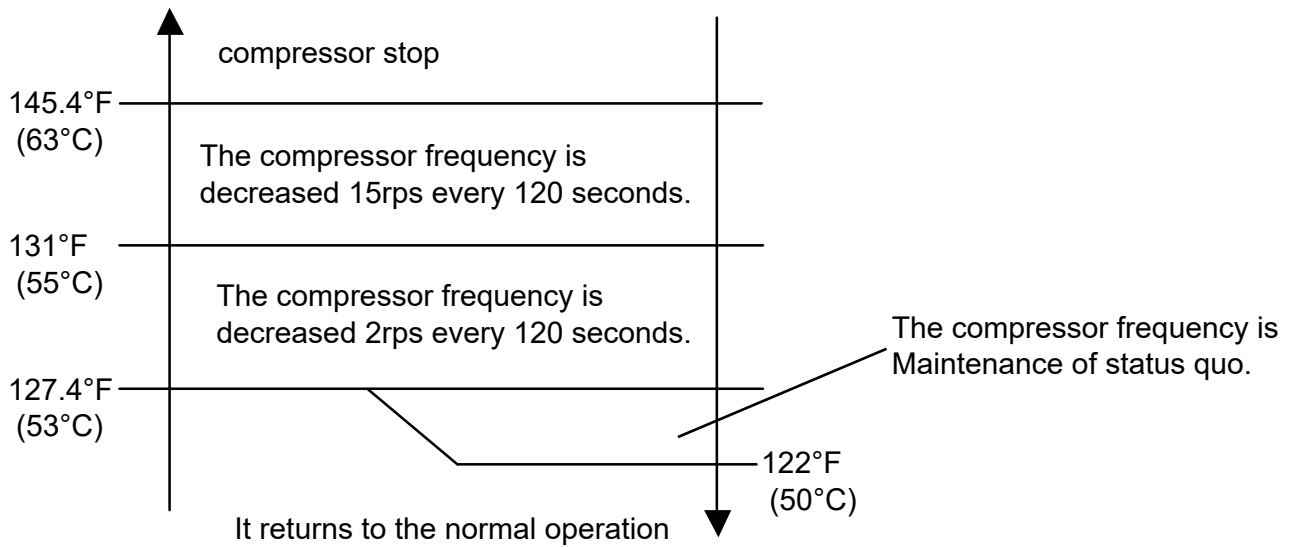 compressor stop
145.4°F
(63°C)
The compressor frequency is
decreased 15rps every 120 seconds.
131°F
(55°C)
The compressor frequency is
decreased 2rps every 120 seconds.
The compressor frequency is
Maintenance of status quo.
127.4°F
(53°C)
122°F
(50°C)
It returns to the normal operation